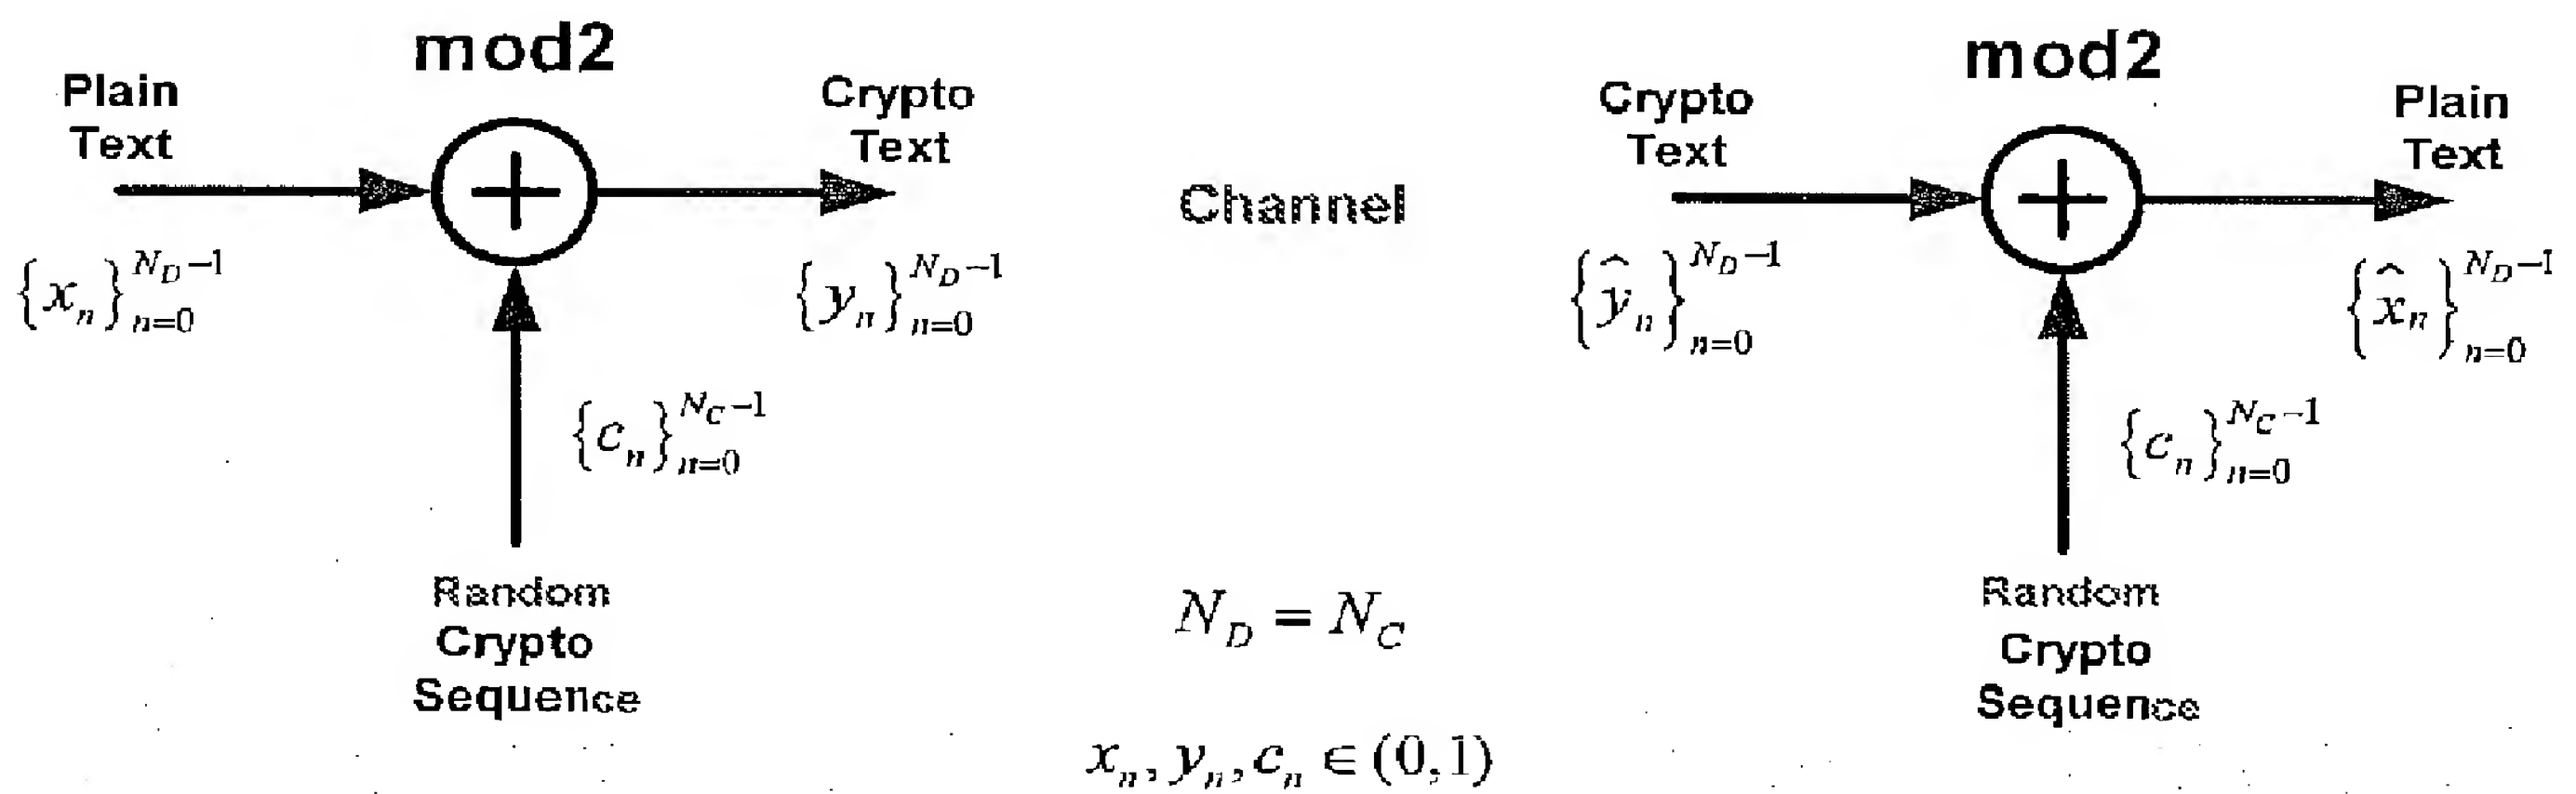 mod2
Plain
Text
Crypto
Text
{x_n}_{n=0}^{N_D-1}
{y_n}_{n=0}^{N_D-1}
{c_n}_{n=0}^{N_C-1}
Random
Crypto
Sequence
Channel
N_D = N_C
x_n, y_n, c_n ∈ (0,1)
mod2
Crypto
Text
Plain
Text
{ŷ_n}_{n=0}^{N_D-1}
{x̂_n}_{n=0}^{N_D-1}
{c_n}_{n=0}^{N_C-1}
Random
Crypto
Sequence